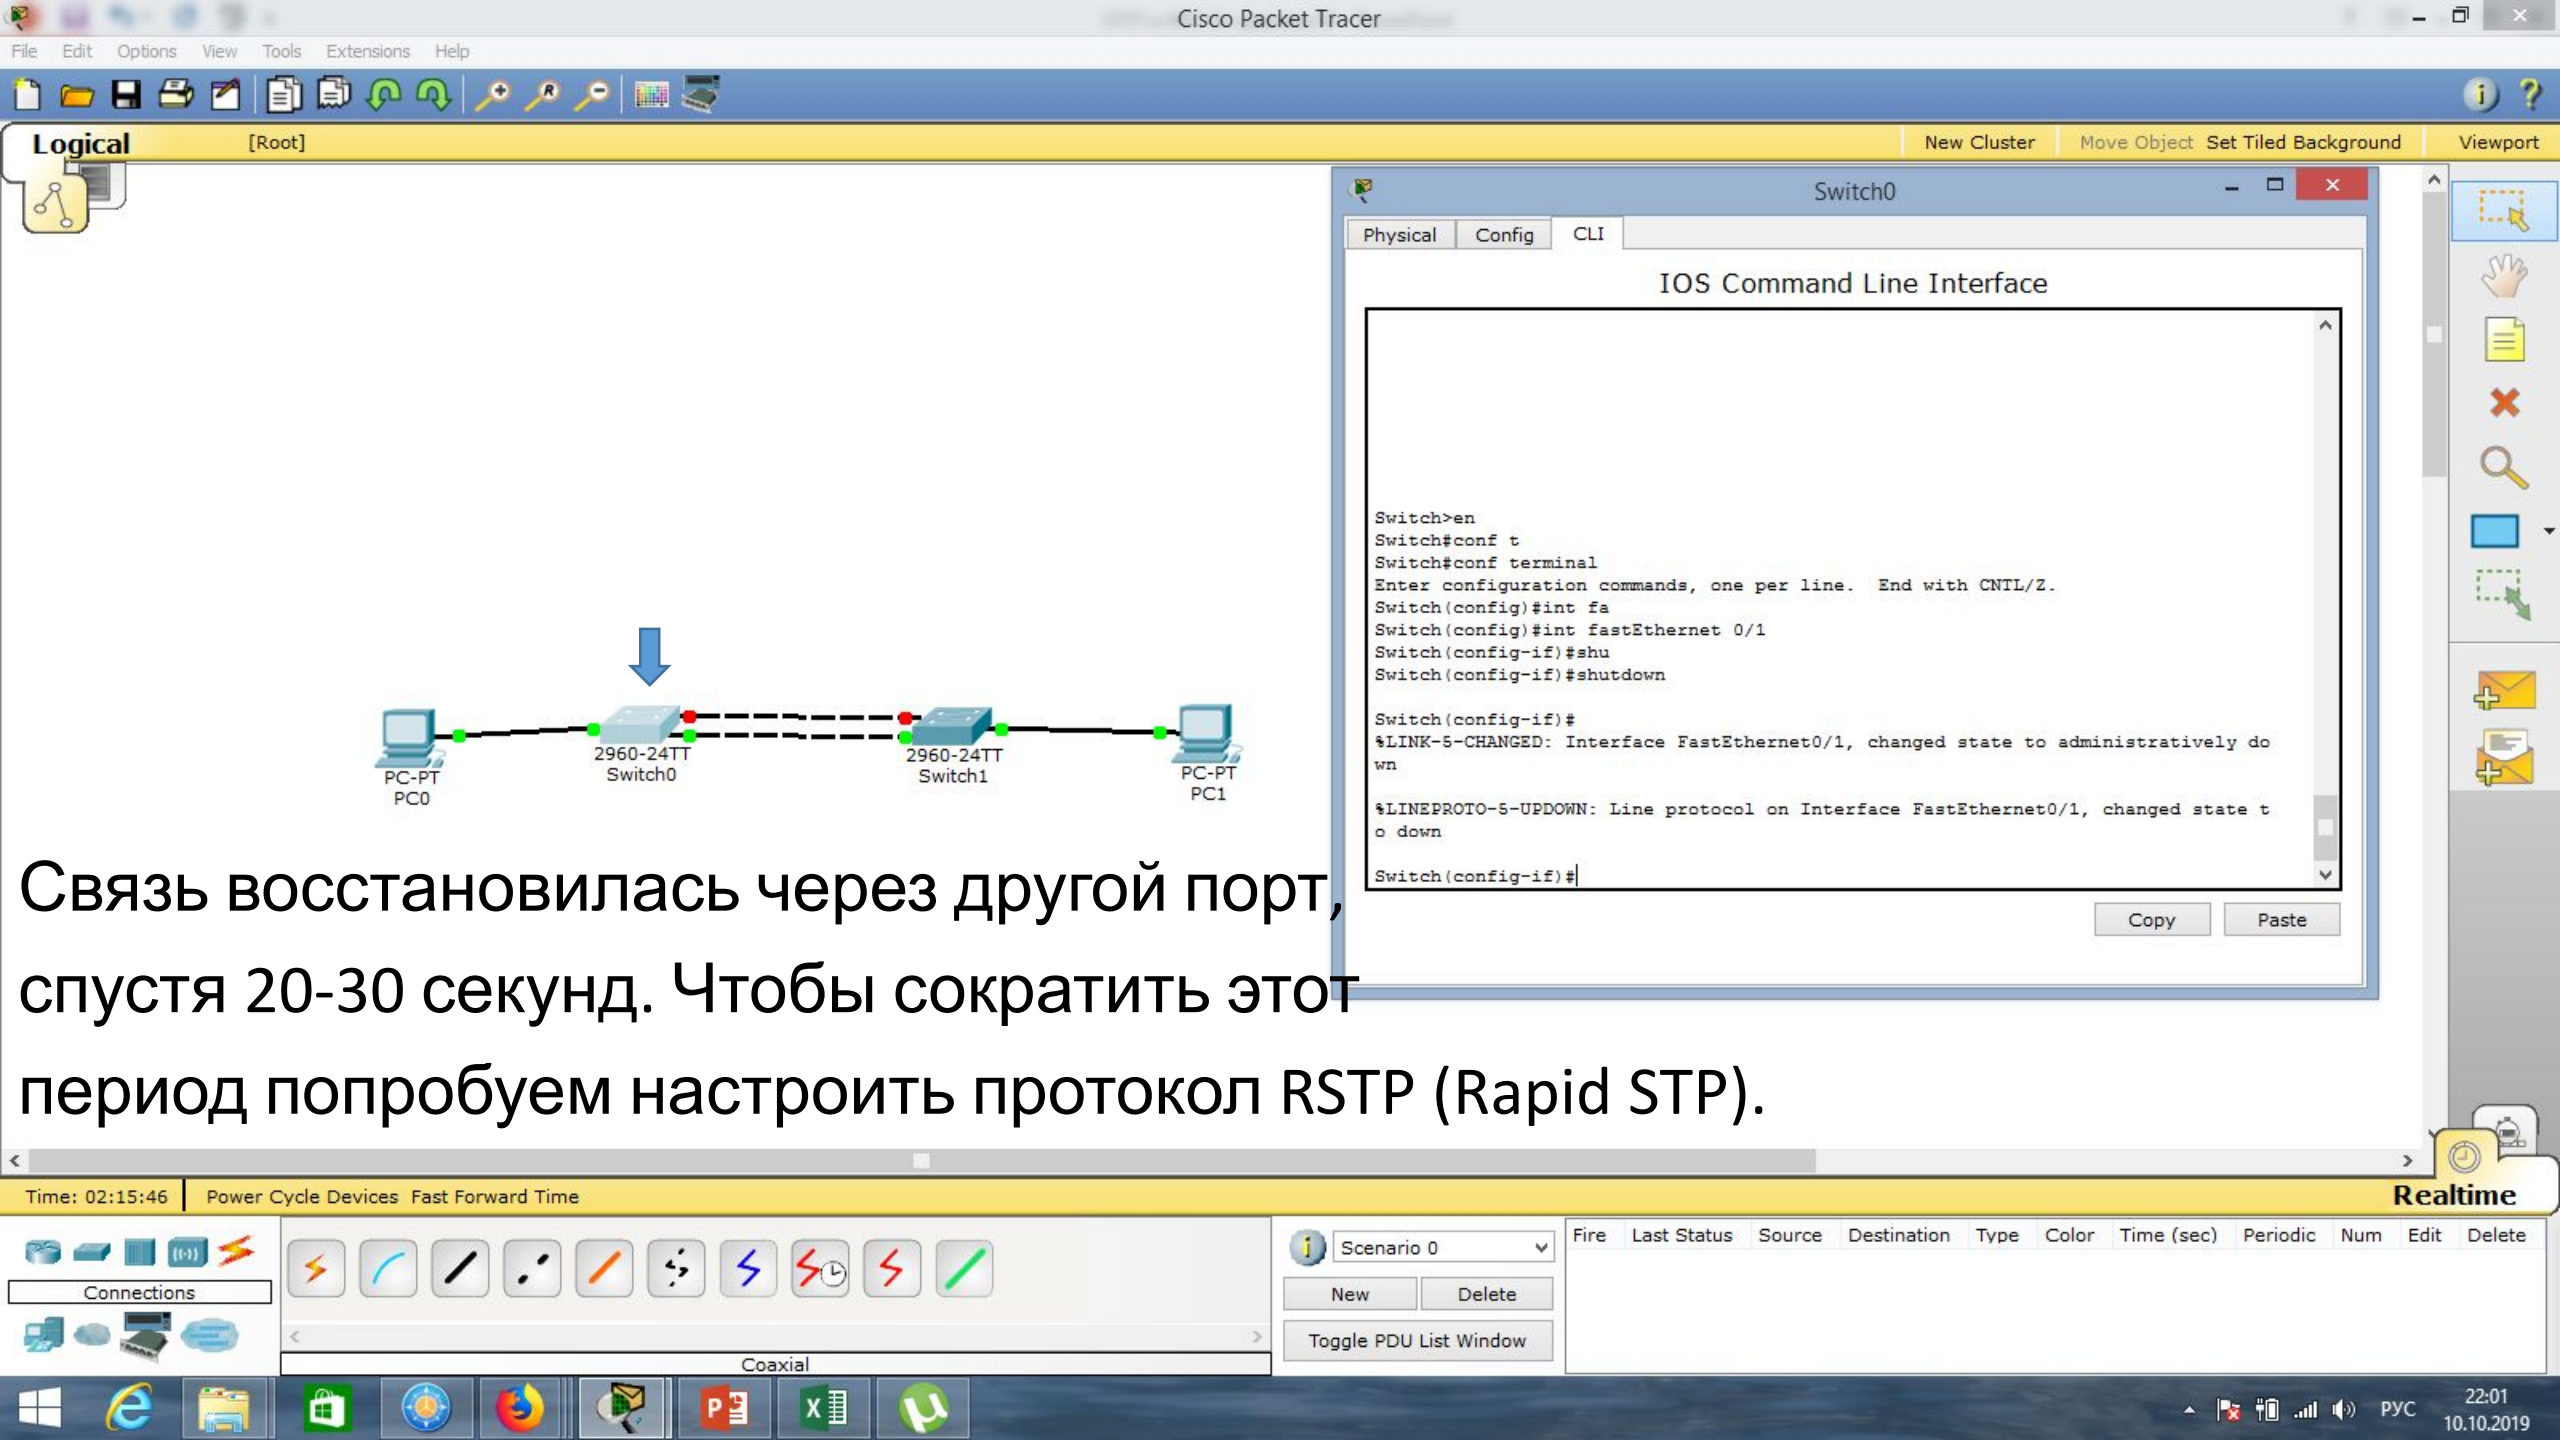 Cisco Packet Tracer
File Edit Options View Tools Extensions Help
Logical [Root] New Cluster Move Object Set Tiled Background Viewport
Switch0
Physical Config CLI
IOS Command Line Interface
Switch>en
Switch#conf t
Switch#conf terminal
Enter configuration commands, one per line. End with CNTL/Z.
Switch(config)#int fa
Switch(config)#int fastEthernet 0/1
Switch(config-if)#shu
Switch(config-if)#shutdown
Switch(config-if)#
%LINK-5-CHANGED: Interface FastEthernet0/1, changed state to administratively do
wn
%LINEPROTO-5-UPDOWN: Line protocol on Interface FastEthernet0/1, changed state t
o down
Switch(config-if)#
Copy Paste
PC-PT
PC0
2960-24TT
Switch0
2960-24TT
Switch1
PC-PT
PC1
Связь восстановилась через другой порт,
спустя 20-30 секунд. Чтобы сократить этот
период попробуем настроить протокол RSTP (Rapid STP).
Time: 02:15:46 Power Cycle Devices Fast Forward Time Realtime
Connections
Coaxial
Scenario 0
New Delete
Toggle PDU List Window
Fire Last Status Source Destination Type Color Time (sec) Periodic Num Edit Delete
РУС
22:01
10.10.2019